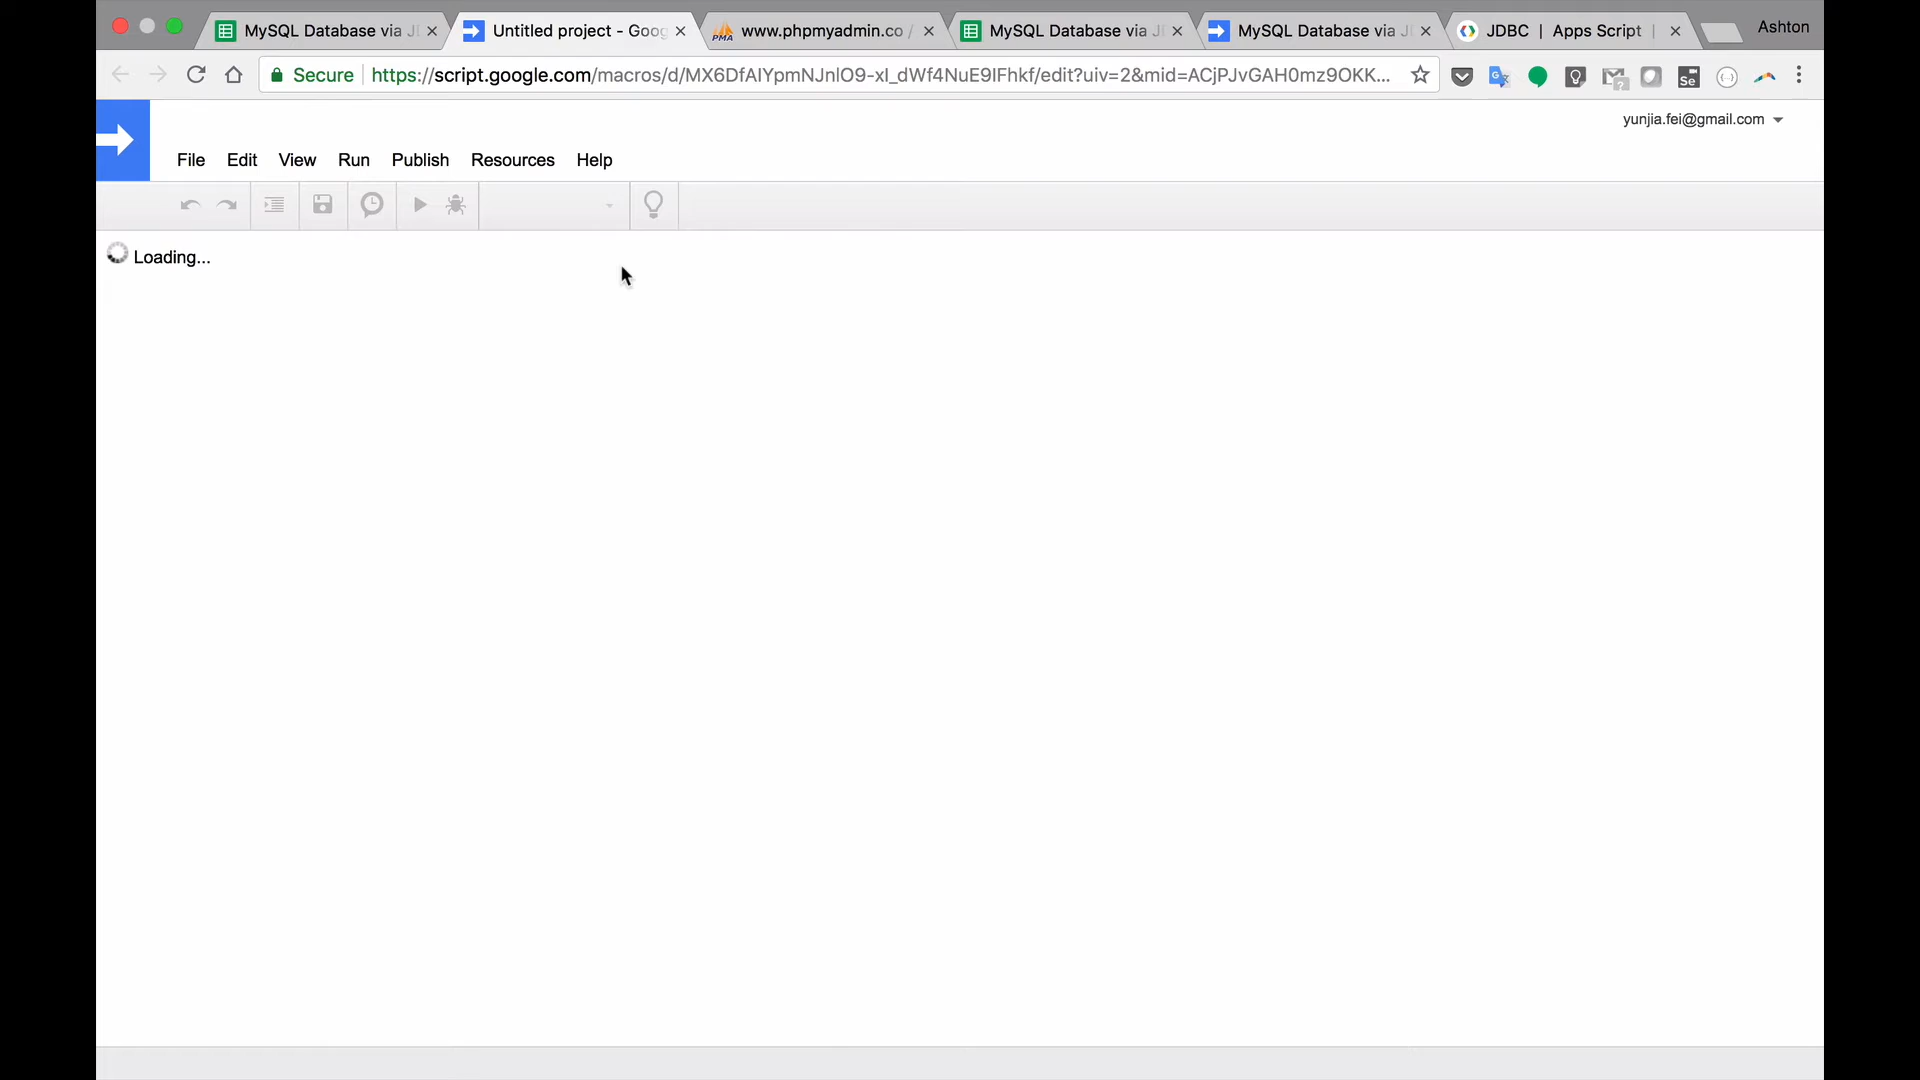 MySQL Database via J
Untitled project - Goog
www.phpmyadmin.co /
MySQL Database via J
MySQL Database via J
JDBC | Apps Script |
Ashton
Secure
https://script.google.com/macros/d/MX6DfAIYpmNJnlO9-xl_dWf4NuE9IFhkf/edit?uiv=2&mid=ACjPJvGAH0mz9OKK...
Se
yunjia.fei@gmail.com
File Edit View Run Publish Resources Help
Loading...